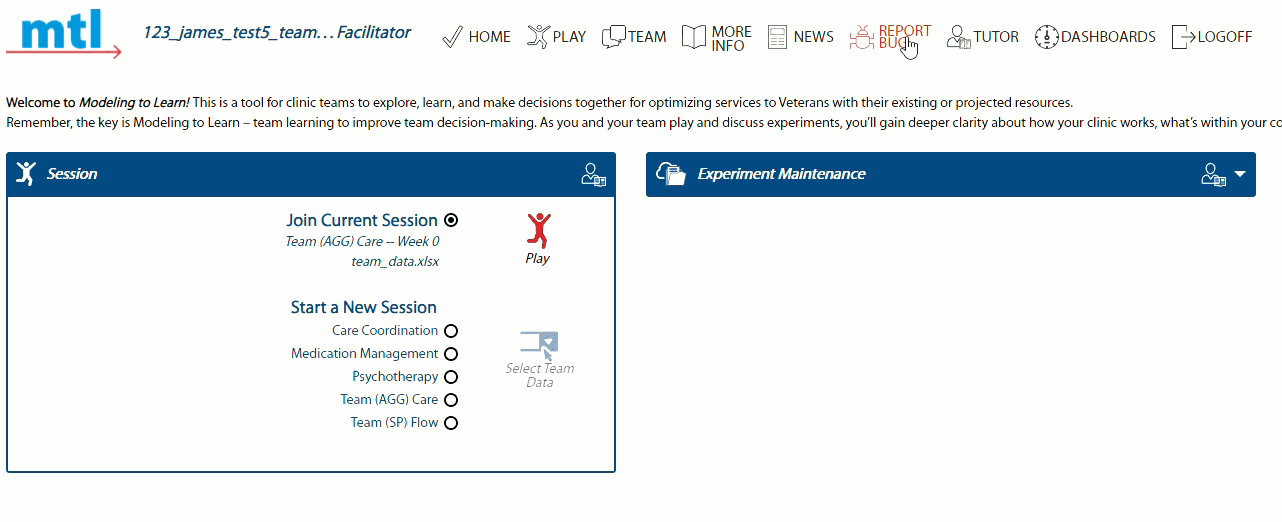 mtl
123_james_test5_team... Facilitator
HOME
PLAY
TEAM
MORE
INFO
NEWS
REPORT
BUG
TUTOR
DASHBOARDS
LOGOFF
Welcome to Modeling to Learn! This is a tool for clinic teams to explore, learn, and make decisions together for optimizing services to Veterans with their existing or projected resources.
Remember, the key is Modeling to Learn – team learning to improve team decision-making. As you and your team play and discuss experiments, you'll gain deeper clarity about how your clinic works, what's within your co
Session
Join Current Session
Team (AGG) Care -- Week 0
team_data.xlsx
Play
Start a New Session
Care Coordination
Medication Management
Psychotherapy
Team (AGG) Care
Team (SP) Flow
Select Team
Data
Experiment Maintenance